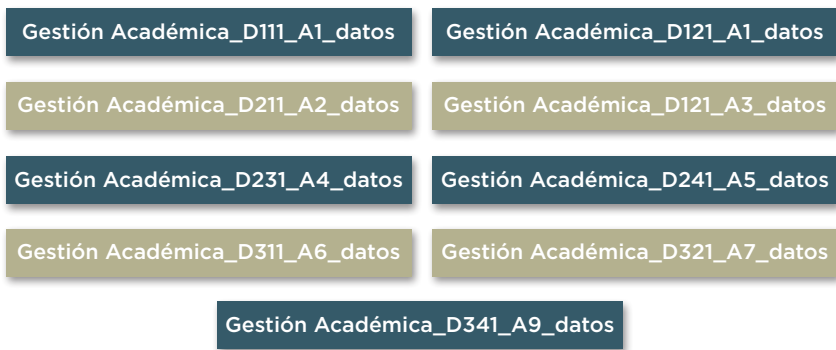 Gestión Académica_D111_A1_datos
Gestión Académica_D121_A1_datos
Gestión Académica_D211_A2_datos
Gestión Académica_D121_A3_datos
Gestión Académica_D231_A4_datos
Gestión Académica_D241_A5_datos
Gestión Académica_D311_A6_datos
Gestión Académica_D321_A7_datos
Gestión Académica_D341_A9_datos